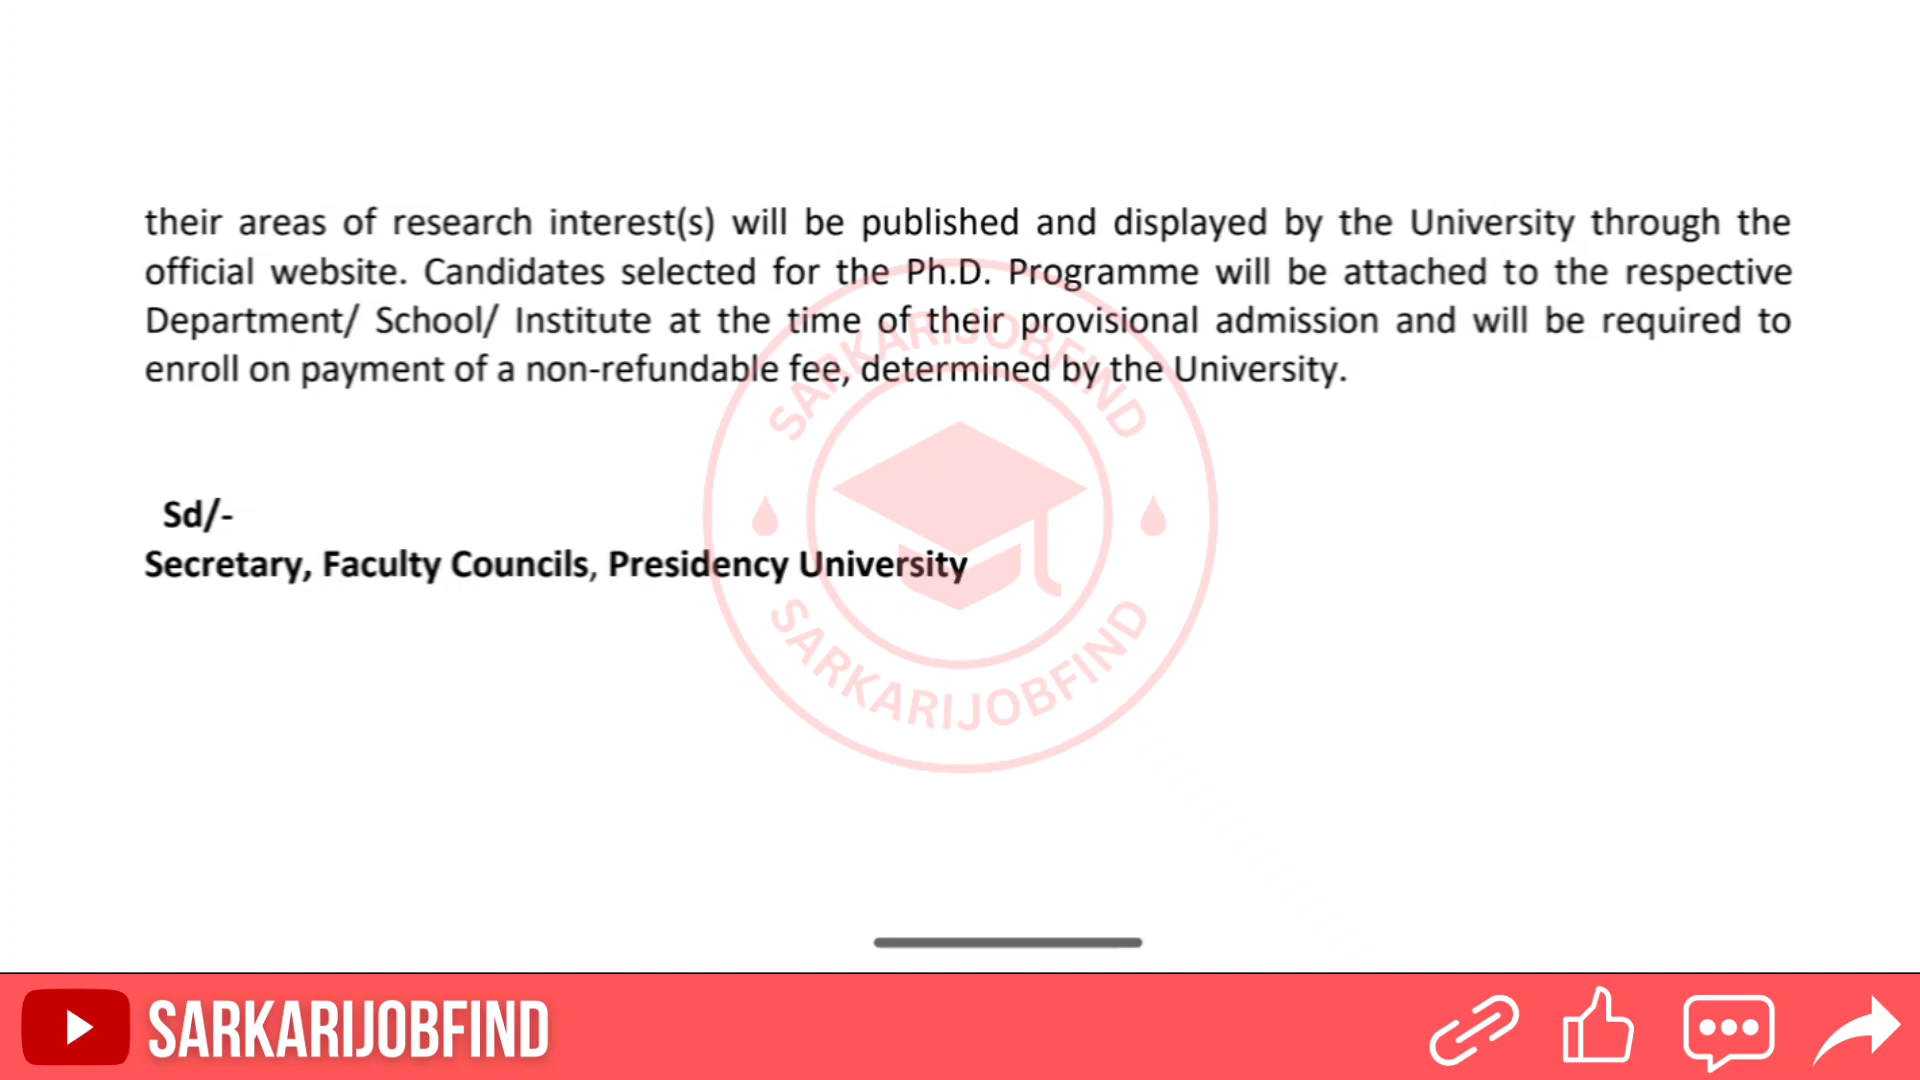 their areas of research interest(s) will be published and displayed by the University through the
official website. Candidates selected for the Ph.D. Programme will be attached to the respective
Department/ School/ Institute at the time of their provisional admission and will be required to
enroll on payment of a non-refundable fee, determined by the University.
SARKARIJOBFIND
Sd/-
Secretary, Faculty Councils, Presidency University
SARKARIJOBFIND
SARKARIJOBFIND